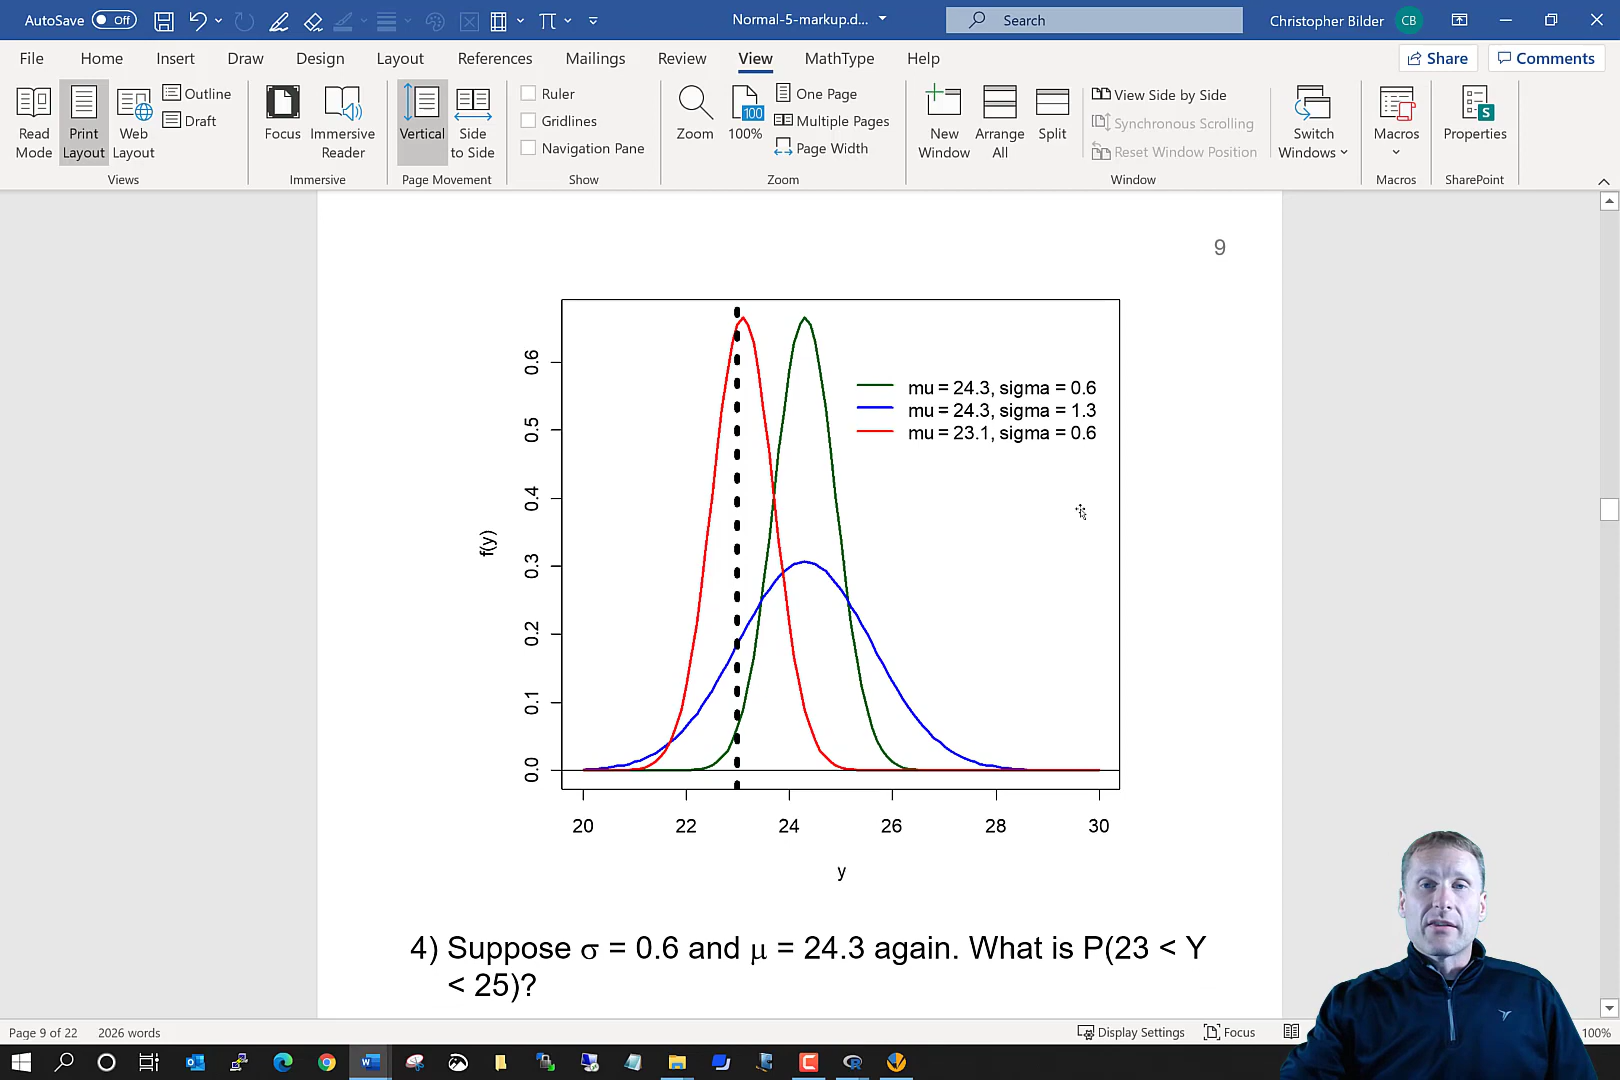 AutoSave Off Normal-5-markup.d... Search Christopher Bilder CB
File Home Insert Draw Design Layout References Mailings Review View MathType Help Share Comments
Read Mode
Print Layout
Web Layout
Outline
Draft
Views
Focus
Immersive Reader
Immersive
Vertical
Side to Side
Page Movement
Ruler
Gridlines
Navigation Pane
Show
Zoom
100
100%
One Page
Multiple Pages
Page Width
Zoom
New Window
Arrange All
Split
View Side by Side
Synchronous Scrolling
Reset Window Position
Window
Switch Windows
Macros
Macros
S
Properties
SharePoint
9
mu = 24.3, sigma = 0.6
mu = 24.3, sigma = 1.3
mu = 23.1, sigma = 0.6
f(y)
0.6
0.5
0.4
0.3
0.2
0.1
0.0
20 22 24 26 28 30
y
4) Suppose σ = 0.6 and μ = 24.3 again. What is P(23 < Y
< 25)?
Page 9 of 22 2026 words Display Settings Focus 100%